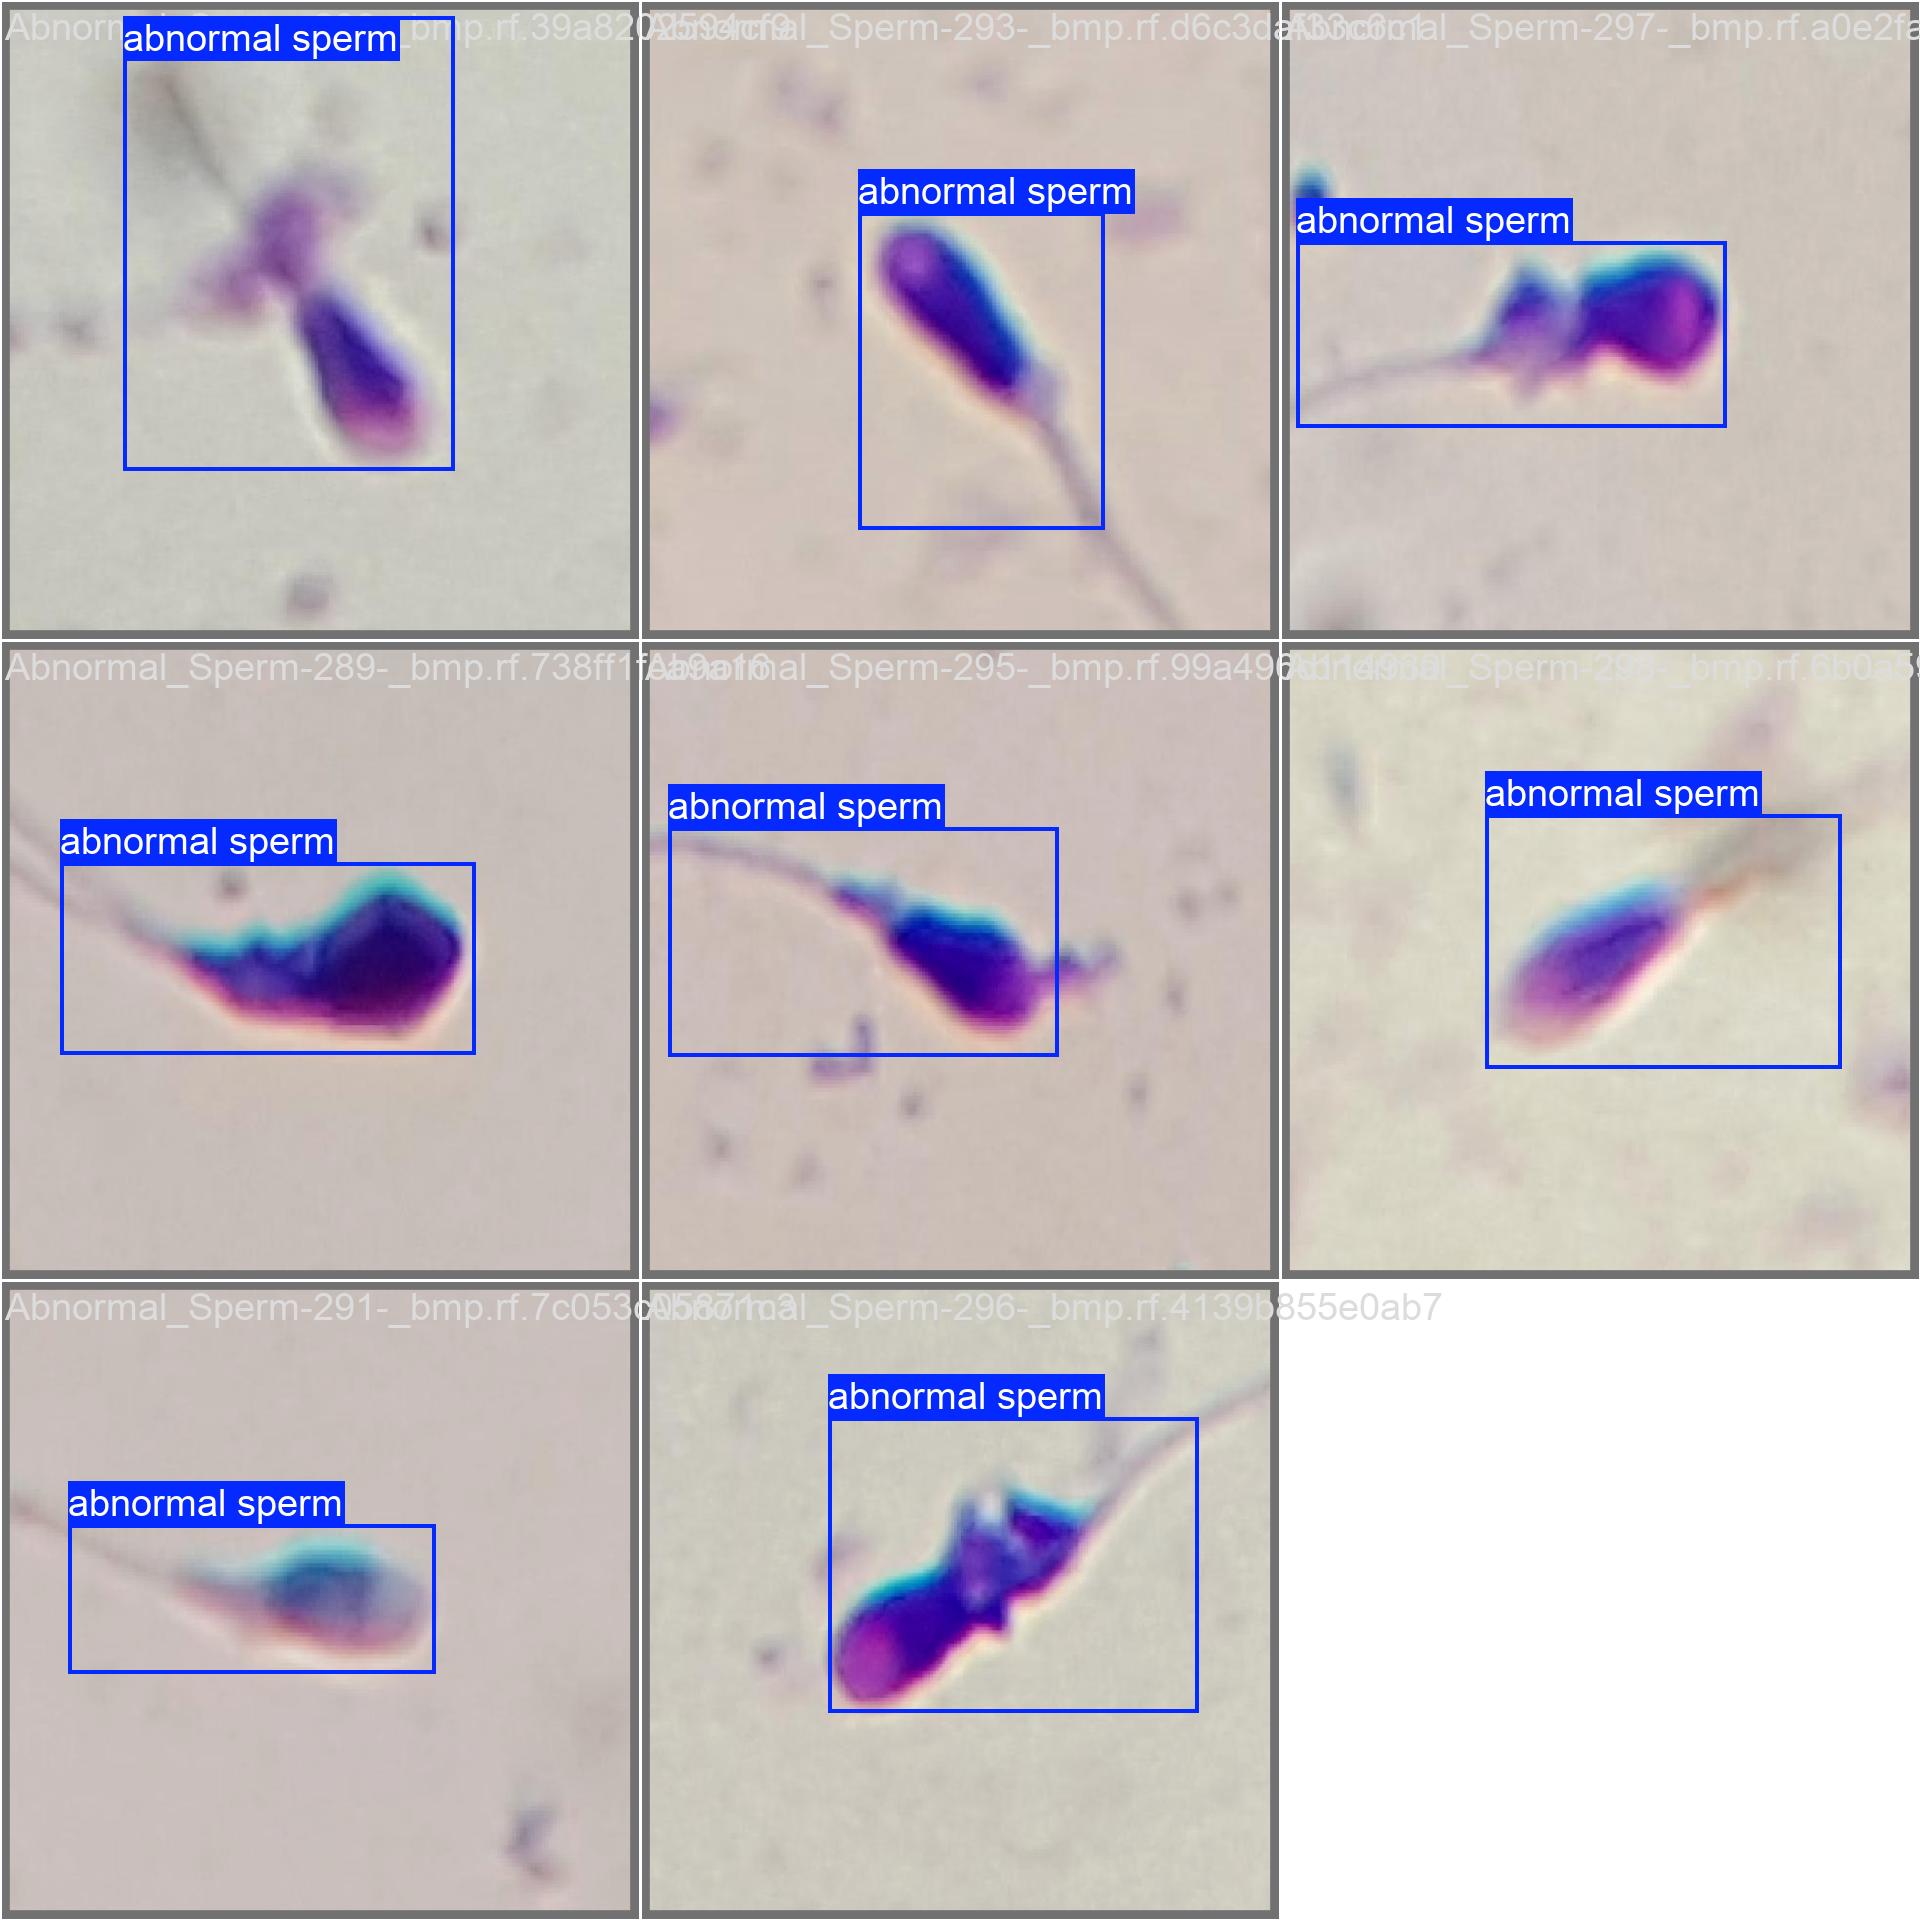 abnormal sperm
Abnormal_Sperm-293-_bmp.rf.d6c3da
Abnormal_Sperm-297-_bmp.rf.a0e2fa
abnormal sperm
abnormal sperm
Abnormal_Sperm-289-_bmp.rf.738ff1f
Abnormal_Sperm-295-_bmp.rf.99a496
abnormal sperm
abnormal sperm
abnormal sperm
Abnormal_Sperm-291-_bmp.rf.7c053c
Abnormal_Sperm-296-_bmp.rf.4139b855e0ab7
abnormal sperm
abnormal sperm